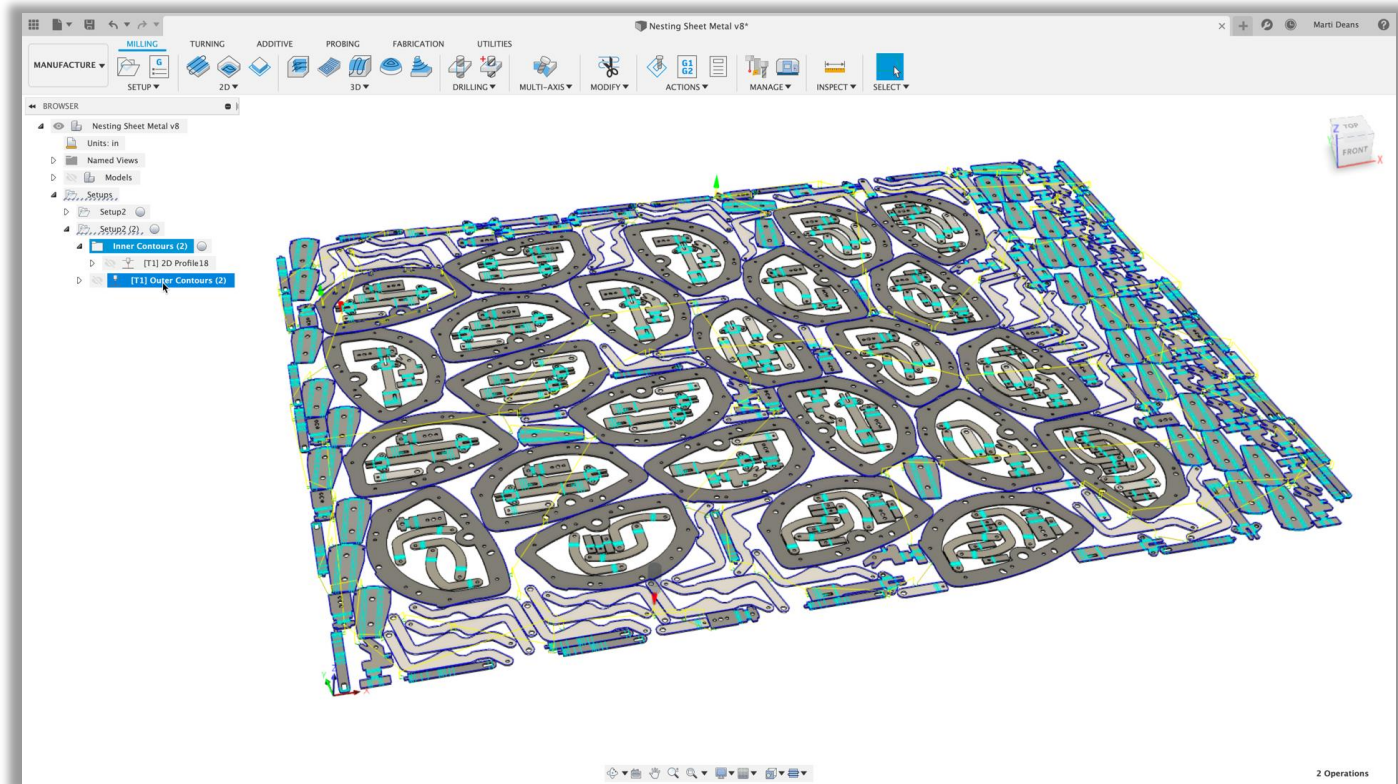 Nesting Sheet Metal v8*
Marti Deans
MILLING TURNING ADDITIVE PROBING FABRICATION UTILITIES
MANUFACTURE
G
G1
G2
SETUP 2D 3D DRILLING MULTI-AXIS MODIFY ACTIONS MANAGE INSPECT SELECT
BROWSER
Nesting Sheet Metal v8
Units: in
Named Views
Models
Setups
Setup2
Setup2 (2)
Inner Contours (2)
[T1] 2D Profile18
[T1] Outer Contours (2)
TOP
Z
FRONT
X
X
2 Operations